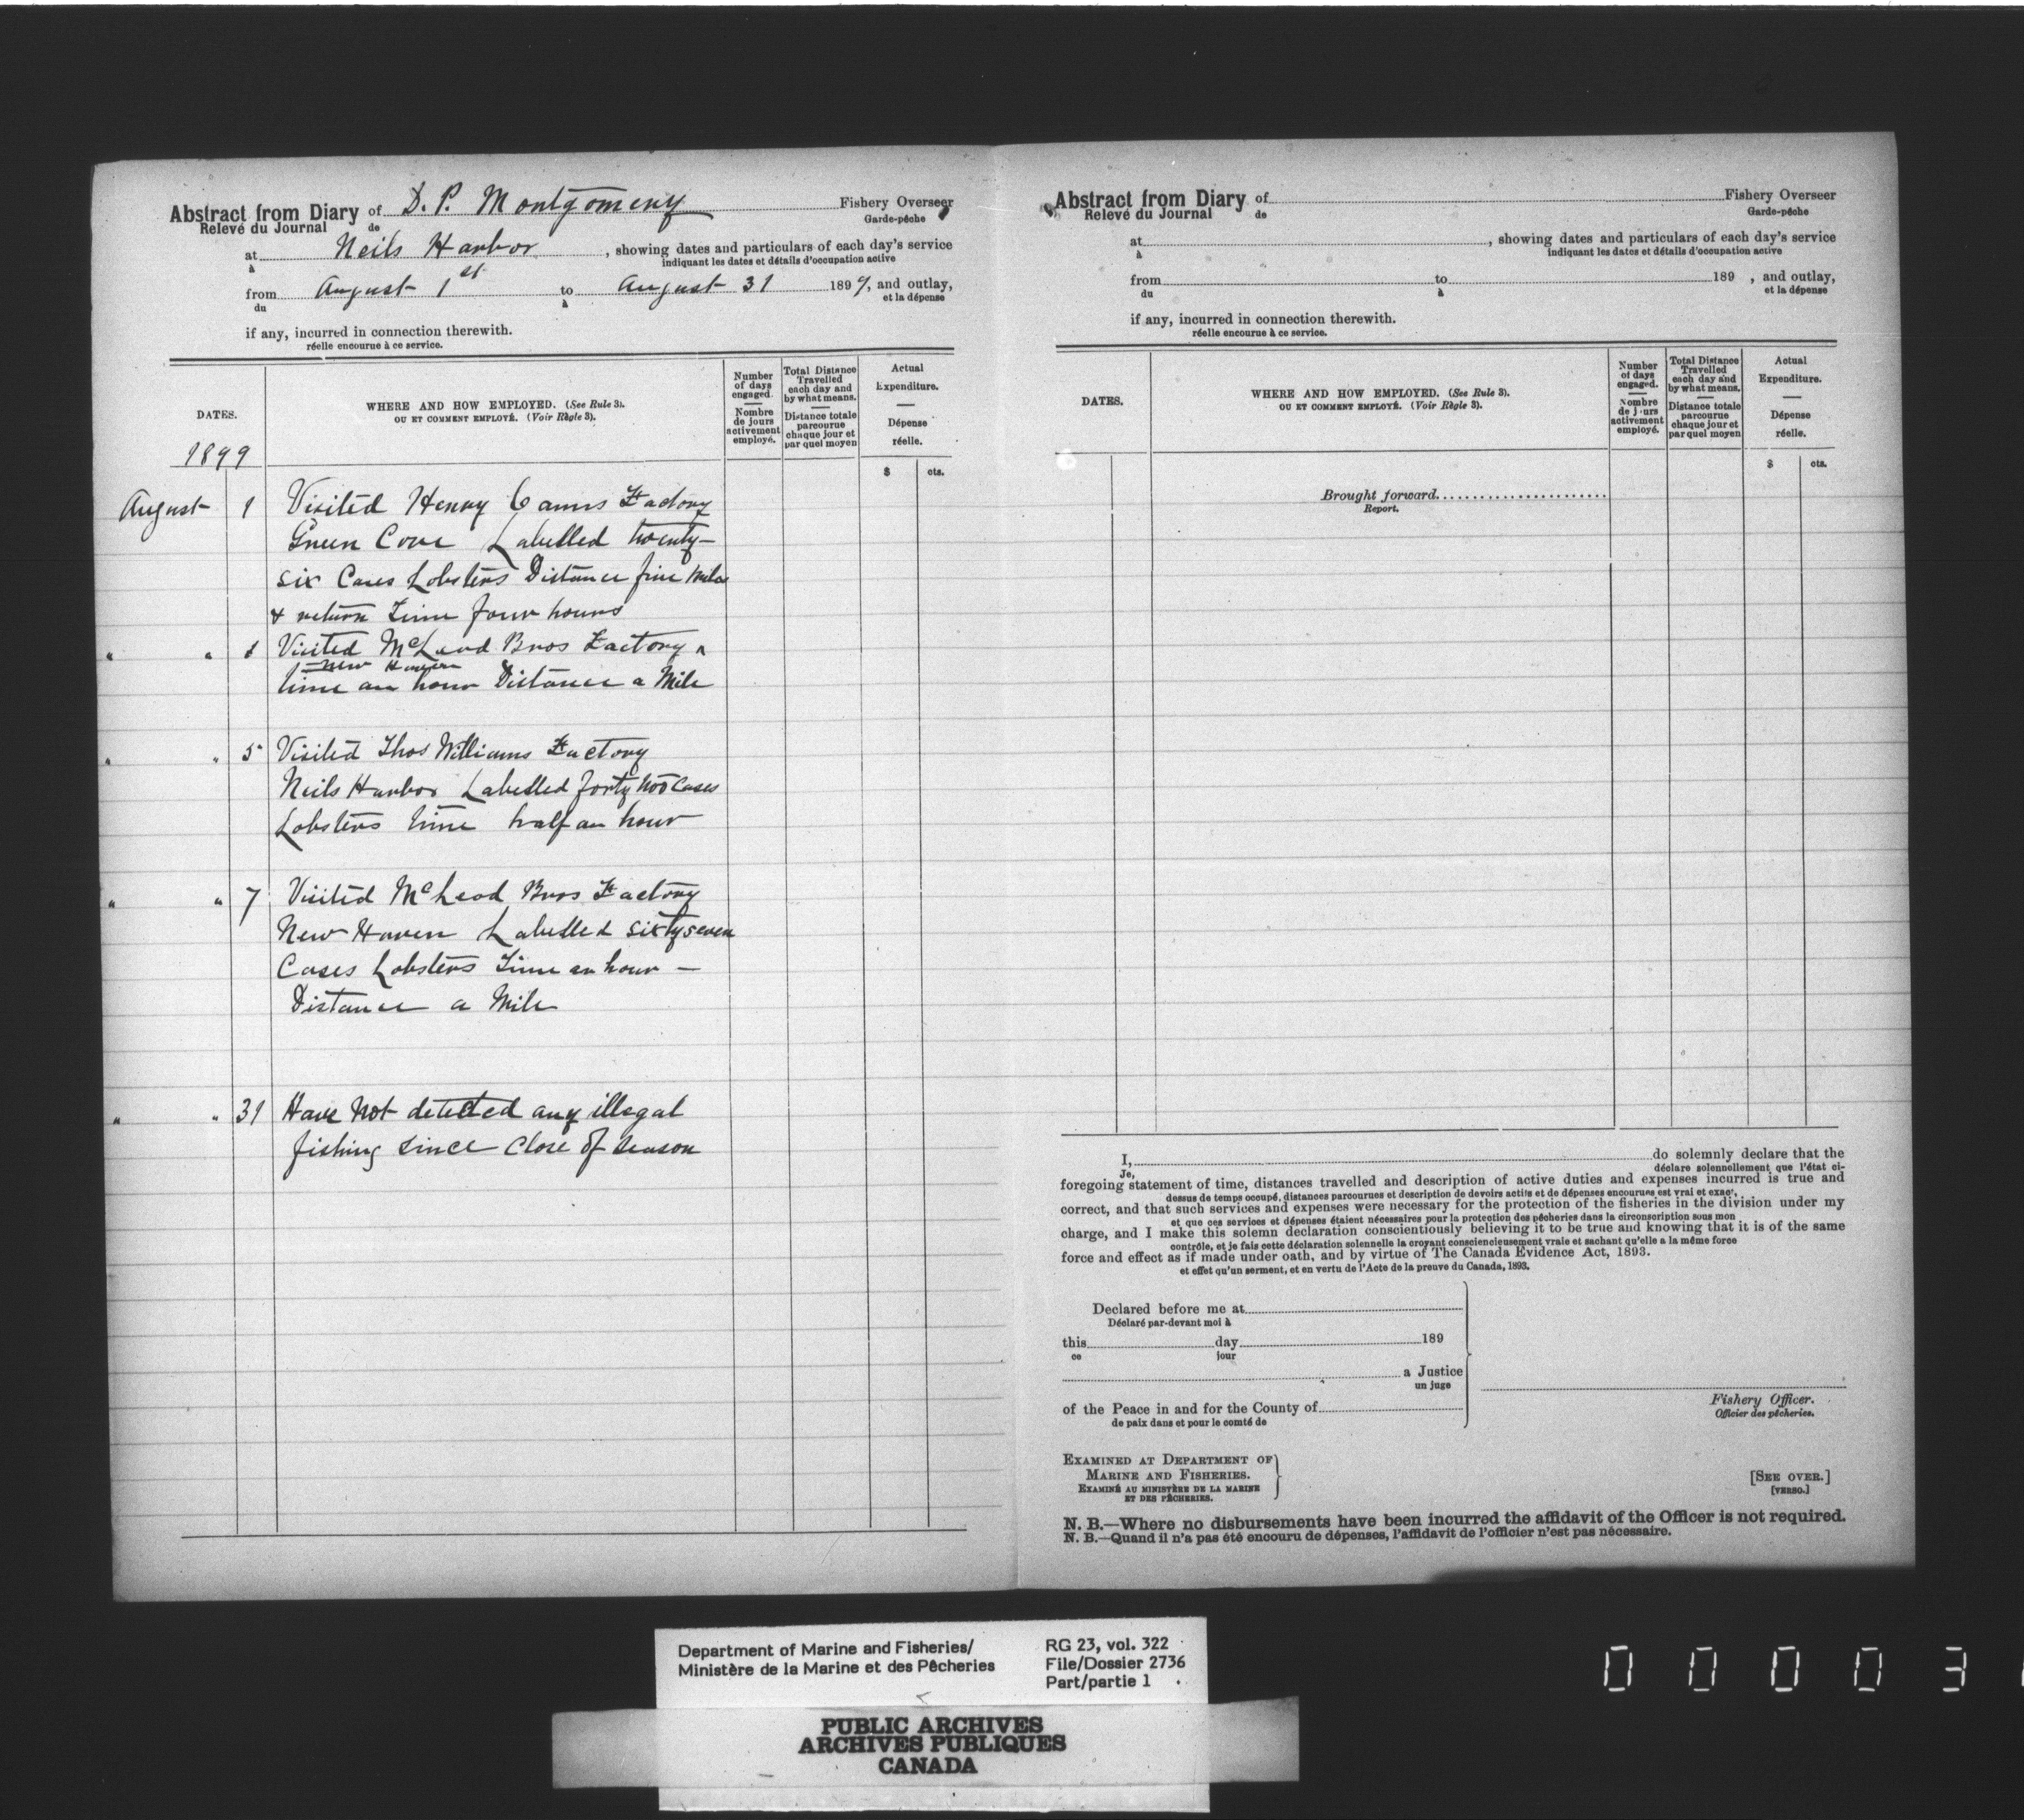 Abstract from Diary of D. P. Montgomery Fishery Overseer
Relevé du Journal de Garde-pêche
at Neils Harbor, showing dates and particulars of each day's service
à indiquant les dates et détails d'occupation active
from August 1st to August 31 1899, and outlay,
du à et la dépense
if any, incurred in connection therewith.
réelle encourue à ce service.
DATES.
WHERE AND HOW EMPLOYED. (See Rule 3).
OU ET COMMENT EMPLOYÉ. (Voir Règle 3).
Number of days engaged.
Nombre de jours activement employé.
Total Distance Travelled each day and by what means.
Distance totale parcourue chaque jour et par quel moyen
Actual Expenditure.
Dépense réelle.
$ cts.
1899
August 1 Visited Henry Canns Factory
Green Cove Labelled twenty-
six Cases Lobsters Distance five Miles
& return Time four hours
" " 1 Visited McLeod Bros Factory ^
New Haven
time an hour Distance a Mile
" " 5 Visited Thos Williams Factory
Neils Harbor Labelled forty two Cases
Lobsters time half an hour
" " 7 Visited McLeod Bros Factory
New Haven Labelled sixty seven
Cases Lobsters Time an hour —
Distance a Mile
" " 31 Have Not detected any illegal
fishing since Close of season
Abstract from Diary of Fishery Overseer
Relevé du Journal de Garde-pêche
at , showing dates and particulars of each day's service
à indiquant les dates et détails d'occupation active
from to 189 , and outlay,
du à et la dépense
if any, incurred in connection therewith.
réelle encourue à ce service.
DATES.
WHERE AND HOW EMPLOYED. (See Rule 3).
OU ET COMMENT EMPLOYÉ. (Voir Règle 3).
Number of days engaged.
Nombre de jours activement employé.
Total Distance Travelled each day and by what means.
Distance totale parcourue chaque jour et par quel moyen
Actual Expenditure.
Dépense réelle.
$ cts.
Brought forward
Report.
I, do solemnly declare that the
Je, déclare solennellement que l'état ci-
foregoing statement of time, distances travelled and description of active duties and expenses incurred is true and
dessus de temps occupé, distances parcourues et description de devoirs actifs et de dépenses encourues est vrai et exact,
correct, and that such services and expenses were necessary for the protection of the fisheries in the division under my
et que ces services et dépenses étaient nécessaires pour la protection des pêcheries dans la circonscription sous mon
charge, and I make this solemn declaration conscientiously believing it to be true and knowing that it is of the same
contrôle, et je fais cette déclaration solennelle la croyant consciencieusement vraie et sachant qu'elle a la même force
force and effect as if made under oath, and by virtue of The Canada Evidence Act, 1893.
et effet qu'un serment, et en vertu de l'Acte de la preuve du Canada, 1893.
Declared before me at
Déclaré par-devant moi à
this day 189
ce jour
a Justice
un juge
of the Peace in and for the County of
de paix dans et pour le comté de
Fishery Officer.
Officier des pêcheries.
EXAMINED AT DEPARTMENT OF
MARINE AND FISHERIES.
EXAMINÉ AU MINISTÈRE DE LA MARINE
ET DES PÊCHERIES.
[SEE OVER.]
[VERSO.]
N. B.—Where no disbursements have been incurred the affidavit of the Officer is not required.
N. B.—Quand il n'a pas été encouru de dépenses, l'affidavit de l'officier n'est pas nécessaire.
Department of Marine and Fisheries/
Ministère de la Marine et des Pêcheries
RG 23, vol. 322
File/Dossier 2736
Part/partie 1
PUBLIC ARCHIVES
ARCHIVES PUBLIQUES
CANADA
00003